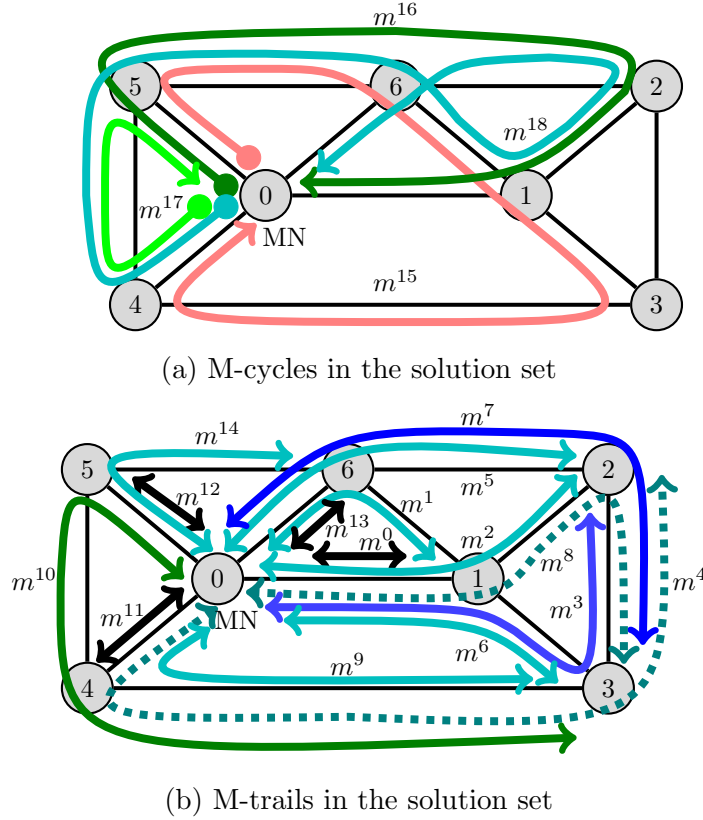 m^16
5
6
2
m^18
m^17
0
1
MN
m^15
4
3
(a) M-cycles in the solution set
m^7
m^14
5
6
2
m^12
m^5
m^1
m^13
m^0
m^2
m^8
m^10
0
1
m^4
m^11
MN
m^3
m^6
m^9
4
3
(b) M-trails in the solution set